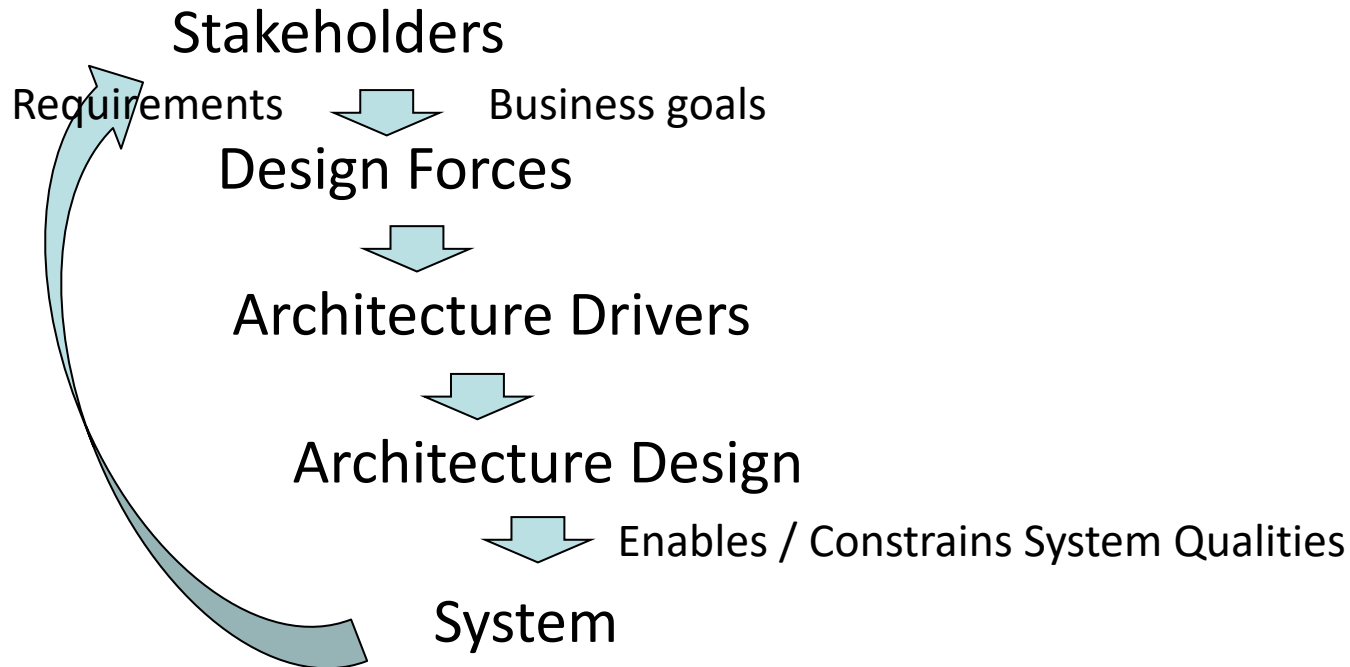 Stakeholders
Requirements
Business goals
Design Forces
Architecture Drivers
Architecture Design
Enables / Constrains System Qualities
System